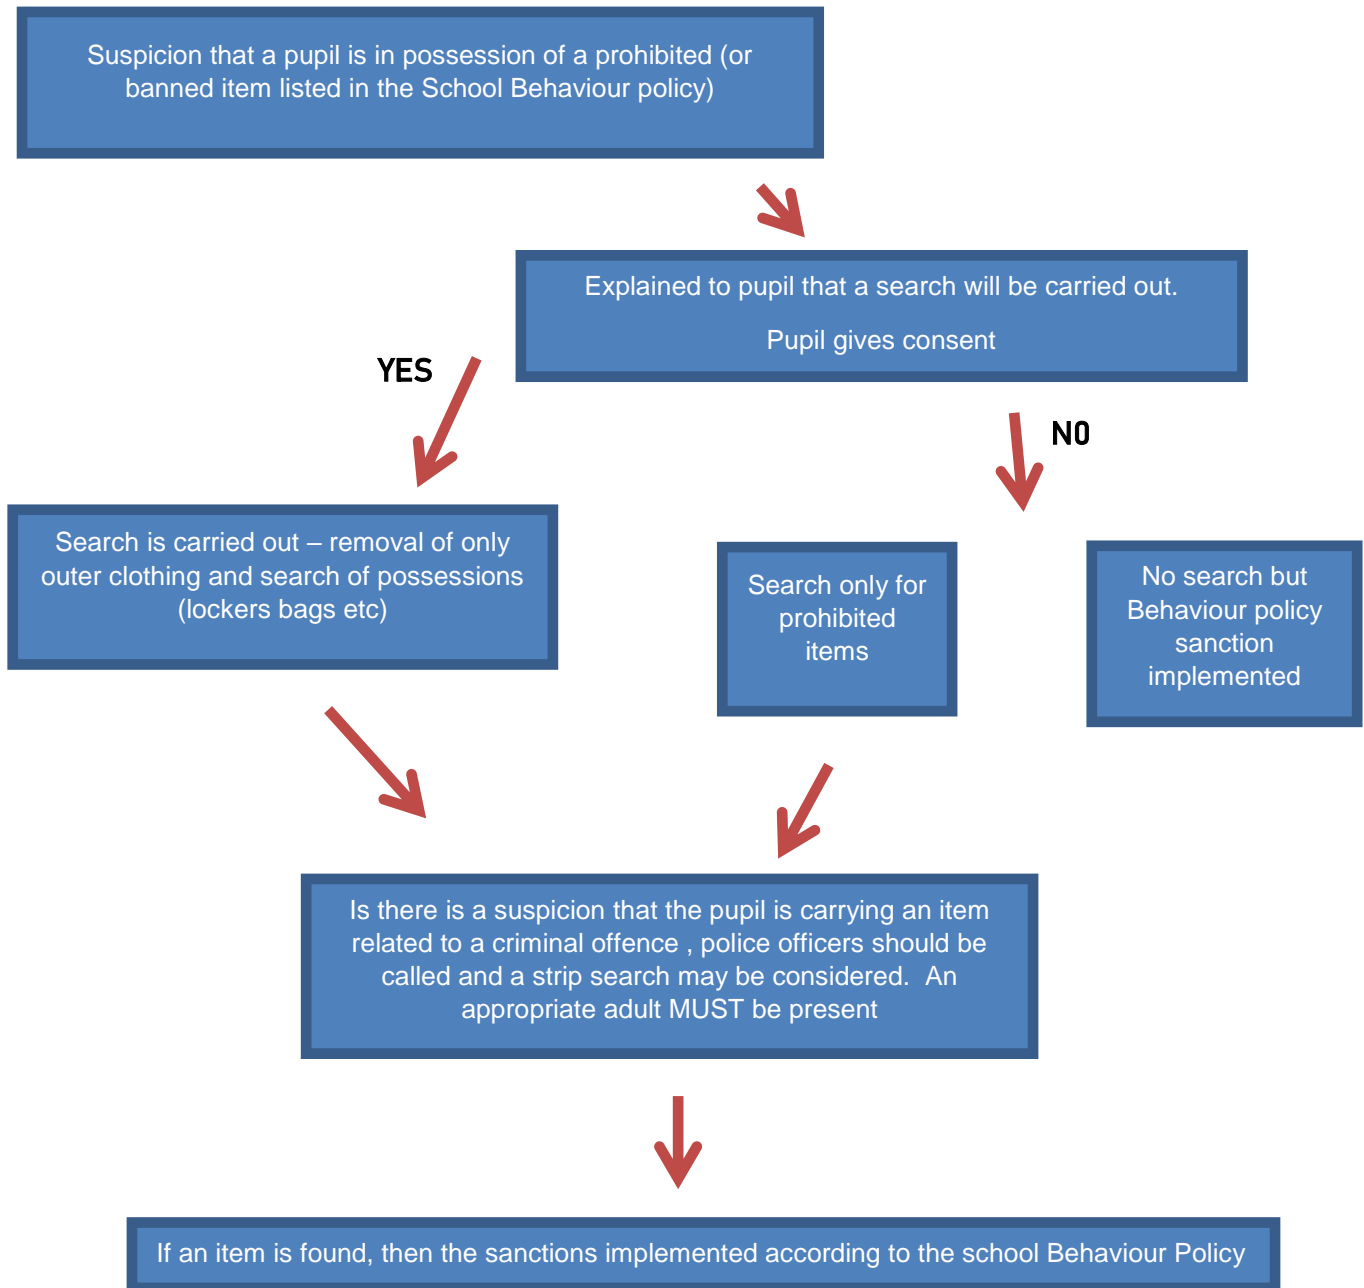 Suspicion that a pupil is in possession of a prohibited (or
banned item listed in the School Behaviour policy)
Explained to pupil that a search will be carried out.
Pupil gives consent
YES
NO
Search is carried out – removal of only
outer clothing and search of possessions
(lockers bags etc)
Search only for
prohibited
items
No search but
Behaviour policy
sanction
implemented
Is there is a suspicion that the pupil is carrying an item
related to a criminal offence , police officers should be
called and a strip search may be considered.  An
appropriate adult MUST be present
If an item is found, then the sanctions implemented according to the school Behaviour Policy